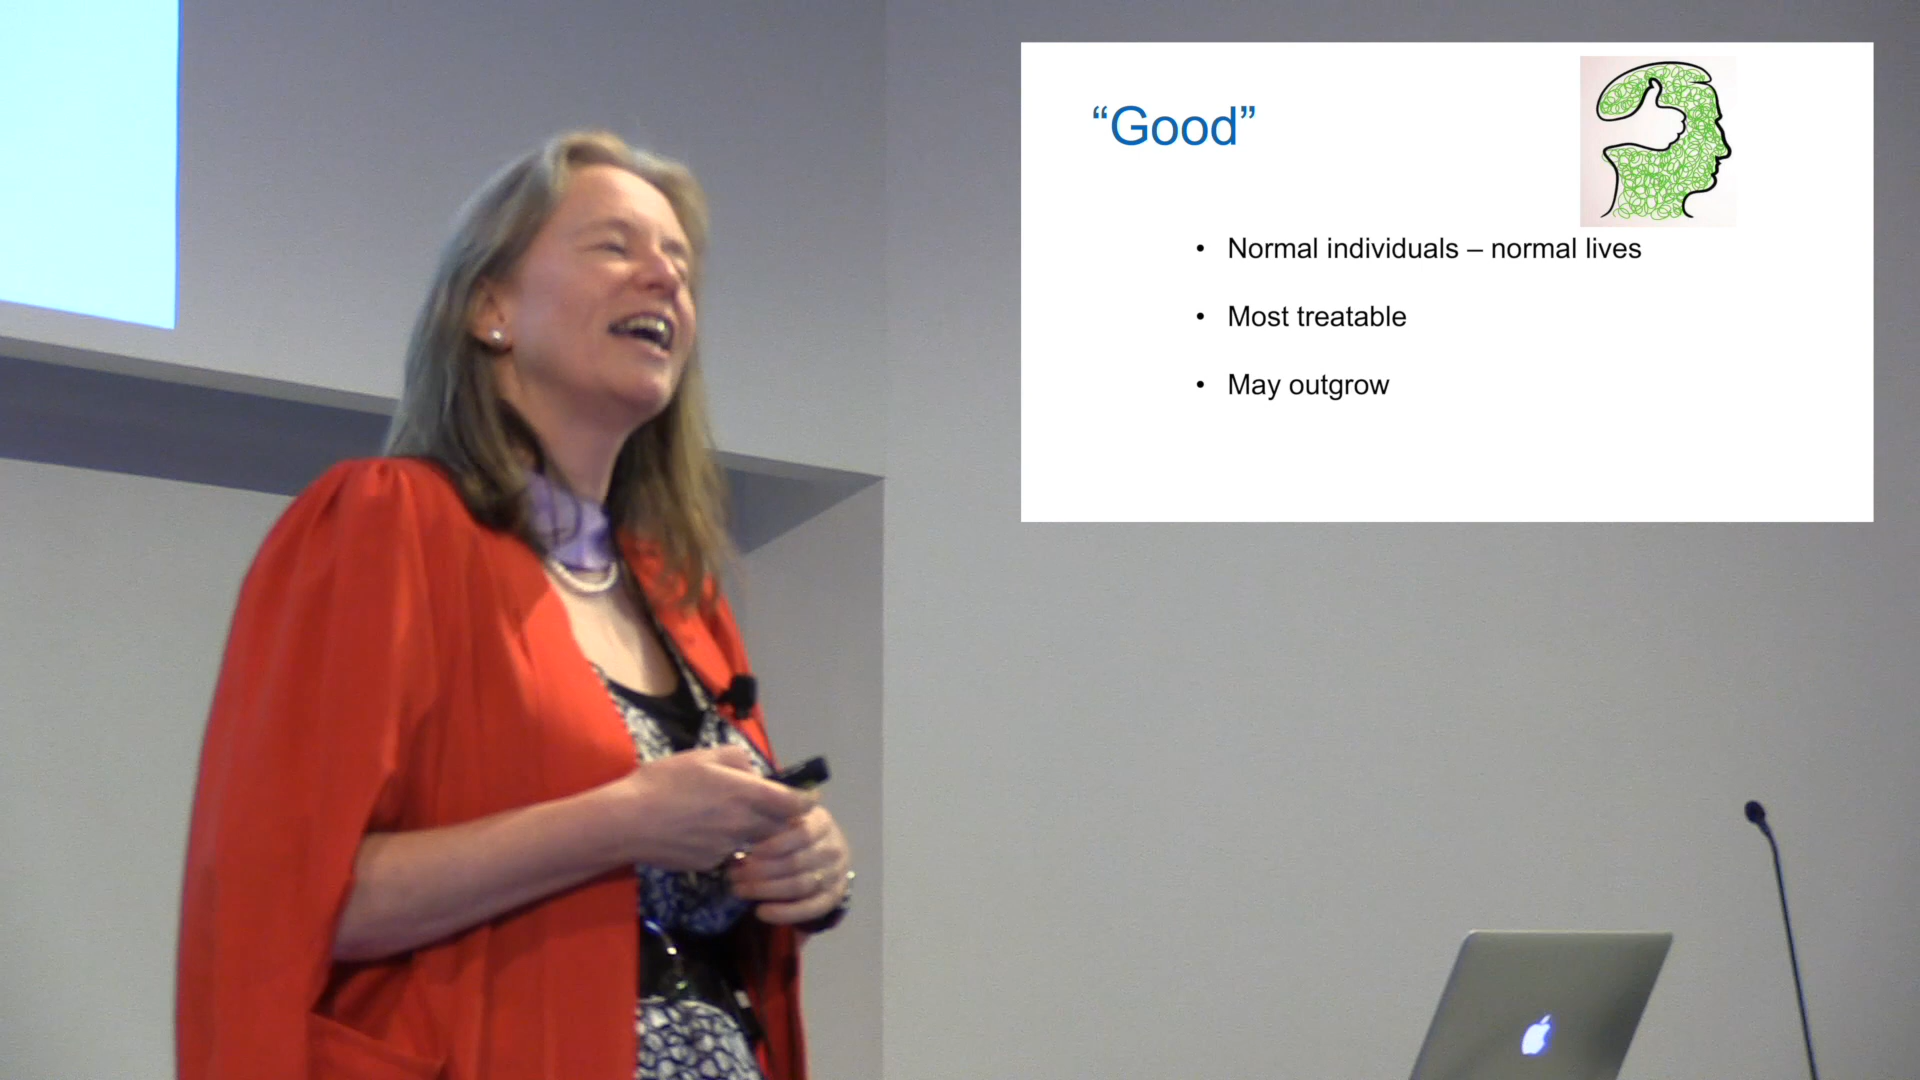 “Good”
• Normal individuals – normal lives
• Most treatable
• May outgrow